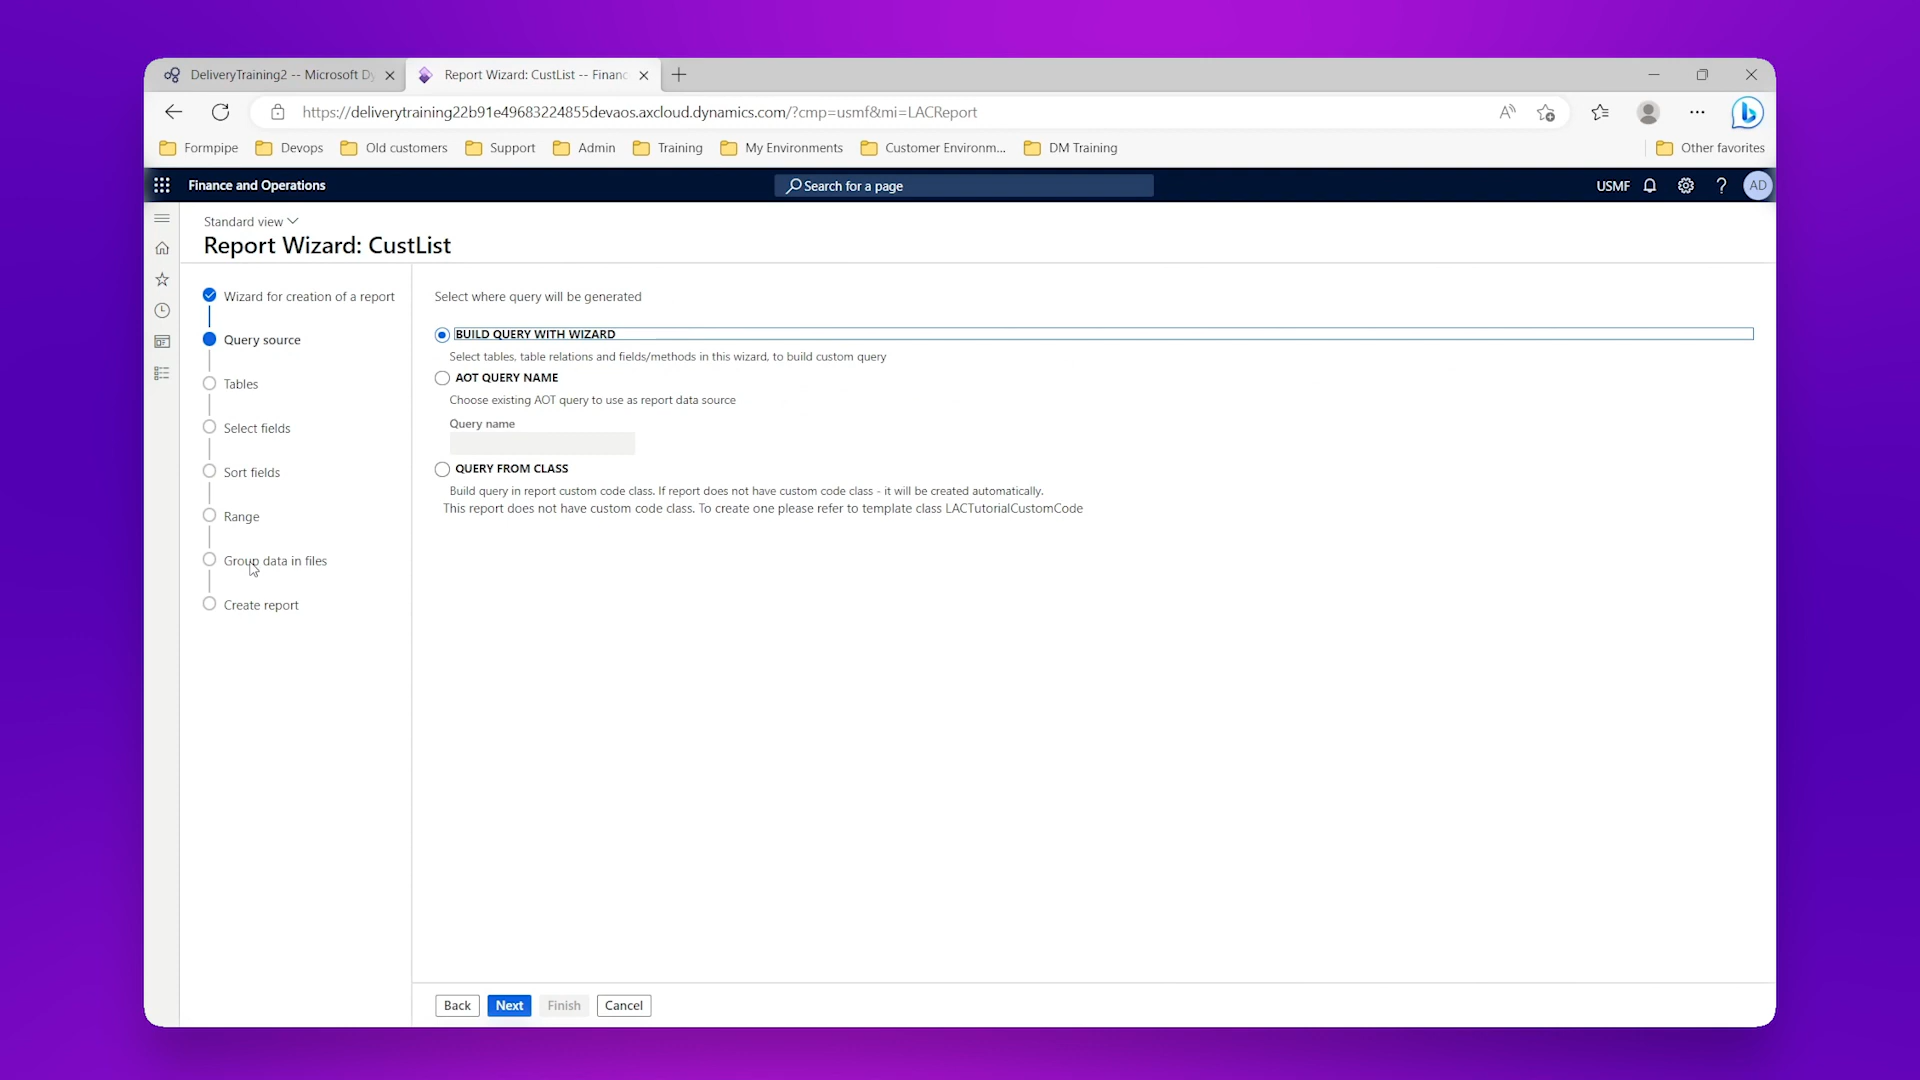 DeliveryTraining2 -- Microsoft Dy
Report Wizard: CustList -- Financ
https://deliverytraining22b91e49683224855devaos.axcloud.dynamics.com/?cmp=usmf&mi=LACReport
Formpipe
Devops
Old customers
Support
Admin
Training
My Environments
Customer Environm...
DM Training
Other favorites
Finance and Operations
Search for a page
USMF
?
AD
Standard view
Report Wizard: CustList
Wizard for creation of a report
Query source
Tables
Select fields
Sort fields
Range
Group data in files
Create report
Select where query will be generated
BUILD QUERY WITH WIZARD
Select tables, table relations and fields/methods in this wizard, to build custom query
AOT QUERY NAME
Choose existing AOT query to use as report data source
Query name
QUERY FROM CLASS
Build query in report custom code class. If report does not have custom code class - it will be created automatically.
This report does not have custom code class. To create one please refer to template class LACTutorialCustomCode
Back
Next
Finish
Cancel